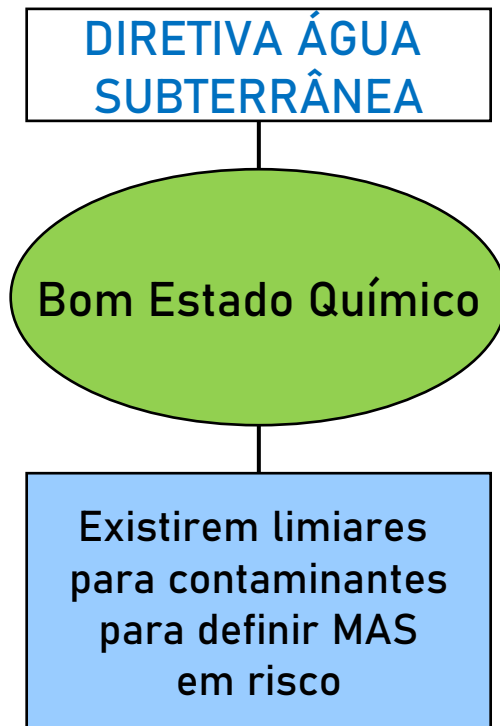 DIRETIVA ÁGUA
SUBTERRÂNEA
Bom Estado Químico
Existirem limiares
para contaminantes
para definir MAS
em risco